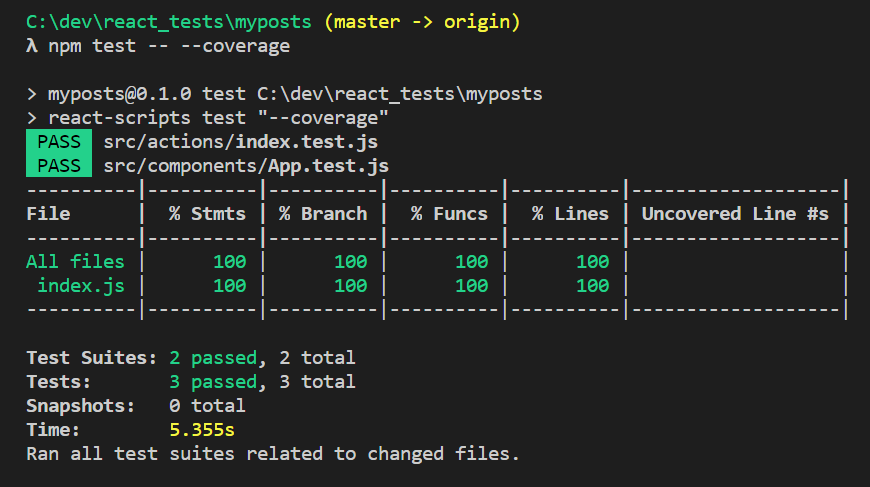 C:\dev\react_tests\myposts (master -> origin)
λ npm test -- --coverage
> myposts@0.1.0 test C:\dev\react_tests\myposts
> react-scripts test "--coverage"
PASS src/actions/index.test.js
PASS src/components/App.test.js
----------|----------|----------|----------|----------|-------------------|
File      |  % Stmts | % Branch |  % Funcs |  % Lines | Uncovered Line #s |
----------|----------|----------|----------|----------|-------------------|
All files |      100 |      100 |      100 |      100 |                   |
 index.js |      100 |      100 |      100 |      100 |                   |
----------|----------|----------|----------|----------|-------------------|
Test Suites: 2 passed, 2 total
Tests:       3 passed, 3 total
Snapshots:   0 total
Time:        5.355s
Ran all test suites related to changed files.